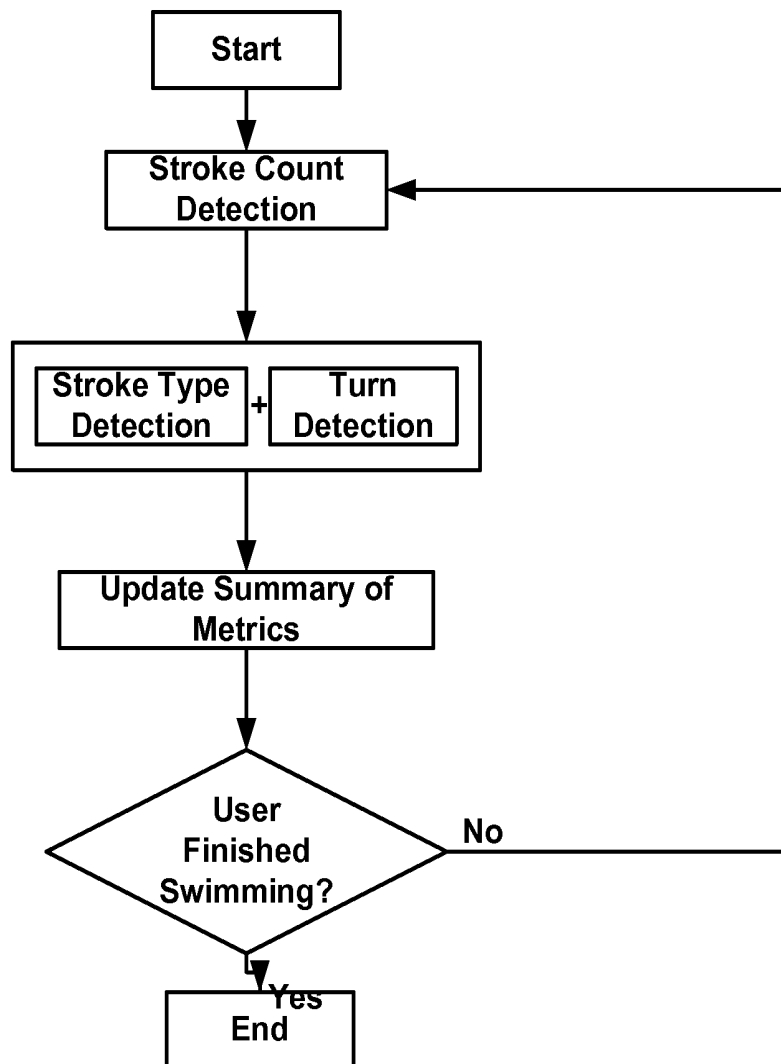 Start
Stroke Count
Detection
Stroke Type
Detection
+
Turn
Detection
Update Summary of
Metrics
User
Finished
Swimming?
No
Yes
End